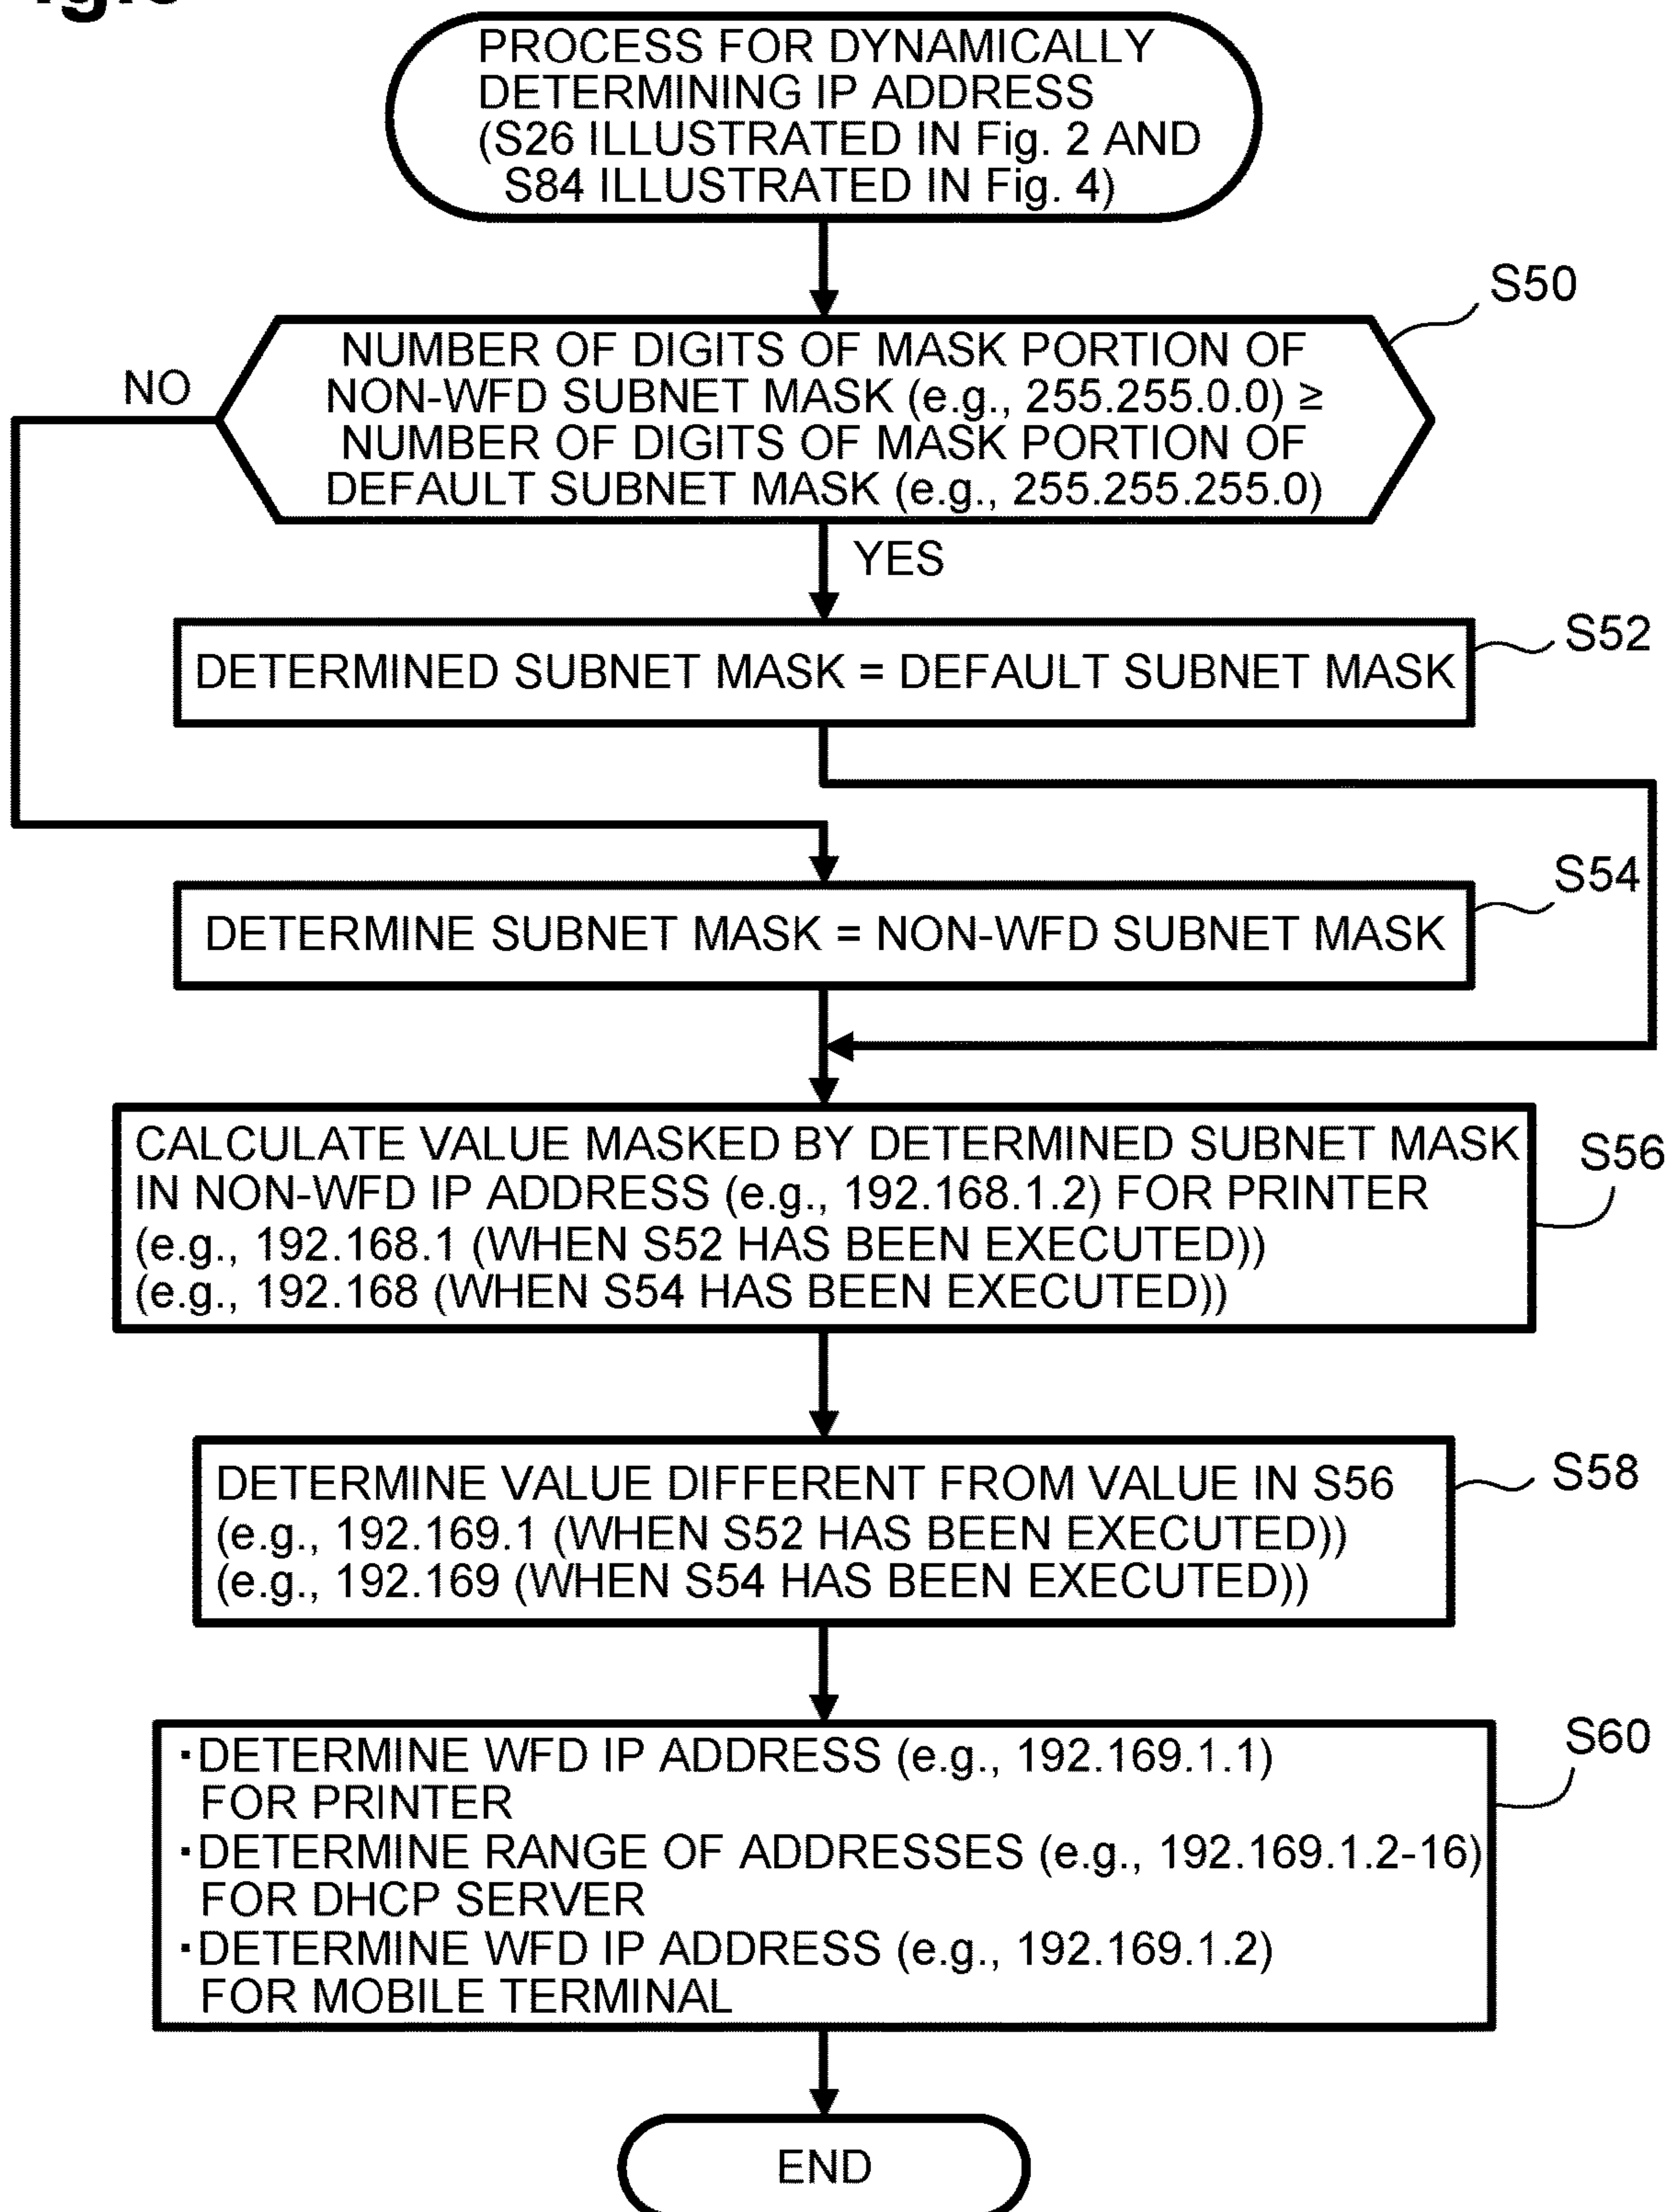 PROCESS FOR DYNAMICALLY
DETERMINING IP ADDRESS
(S26 ILLUSTRATED IN Fig. 2 AND
S84 ILLUSTRATED IN Fig. 4)
S50
NUMBER OF DIGITS OF MASK PORTION OF
NON-WFD SUBNET MASK (e.g., 255.255.0.0) ≥
NUMBER OF DIGITS OF MASK PORTION OF
DEFAULT SUBNET MASK (e.g., 255.255.255.0)
NO
YES
S52
DETERMINED SUBNET MASK = DEFAULT SUBNET MASK
S54
DETERMINE SUBNET MASK = NON-WFD SUBNET MASK
S56
CALCULATE VALUE MASKED BY DETERMINED SUBNET MASK
IN NON-WFD IP ADDRESS (e.g., 192.168.1.2) FOR PRINTER
(e.g., 192.168.1 (WHEN S52 HAS BEEN EXECUTED))
(e.g., 192.168 (WHEN S54 HAS BEEN EXECUTED))
S58
DETERMINE VALUE DIFFERENT FROM VALUE IN S56
(e.g., 192.169.1 (WHEN S52 HAS BEEN EXECUTED))
(e.g., 192.169 (WHEN S54 HAS BEEN EXECUTED))
S60
·DETERMINE WFD IP ADDRESS (e.g., 192.169.1.1)
FOR PRINTER
·DETERMINE RANGE OF ADDRESSES (e.g., 192.169.1.2-16)
FOR DHCP SERVER
·DETERMINE WFD IP ADDRESS (e.g., 192.169.1.2)
FOR MOBILE TERMINAL
END